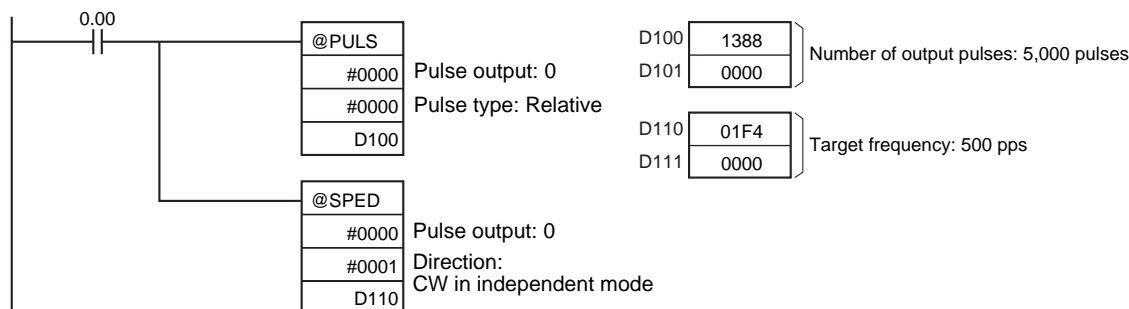 0.00
@PULS
#0000 Pulse output: 0
#0000 Pulse type: Relative
D100
@SPED
#0000 Pulse output: 0
#0001 Direction:
CW in independent mode
D110
D100 1388
D101 0000
Number of output pulses: 5,000 pulses
D110 01F4
D111 0000
Target frequency: 500 pps